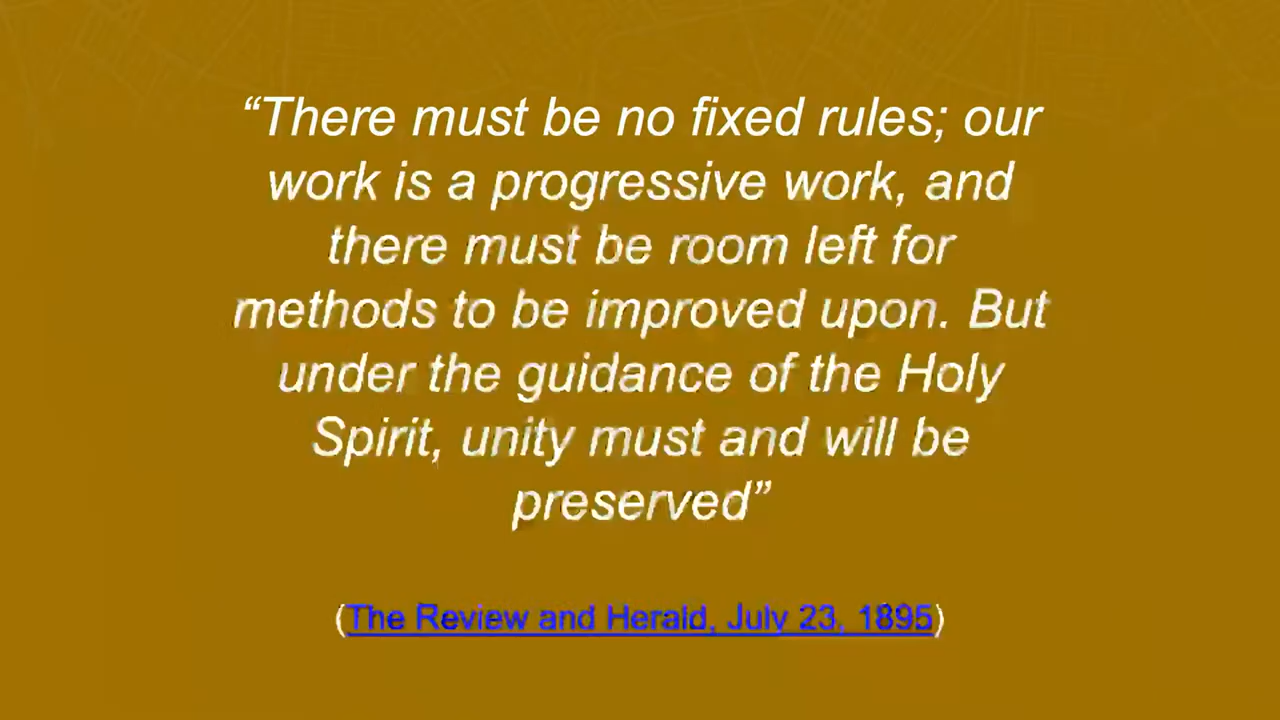 “There must be no fixed rules; our
work is a progressive work, and
there must be room left for
methods to be improved upon. But
under the guidance of the Holy
Spirit, unity must and will be
preserved”
(The Review and Herald, July 23, 1895)